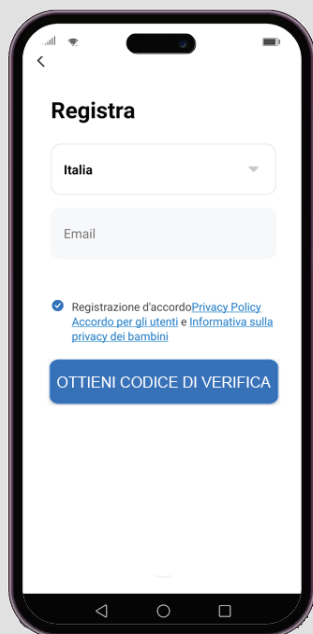 Registra
Italia
Email
Registrazione d'accordoPrivacy Policy
Accordo per gli utenti e Informativa sulla
privacy dei bambini
OTTIENI CODICE DI VERIFICA